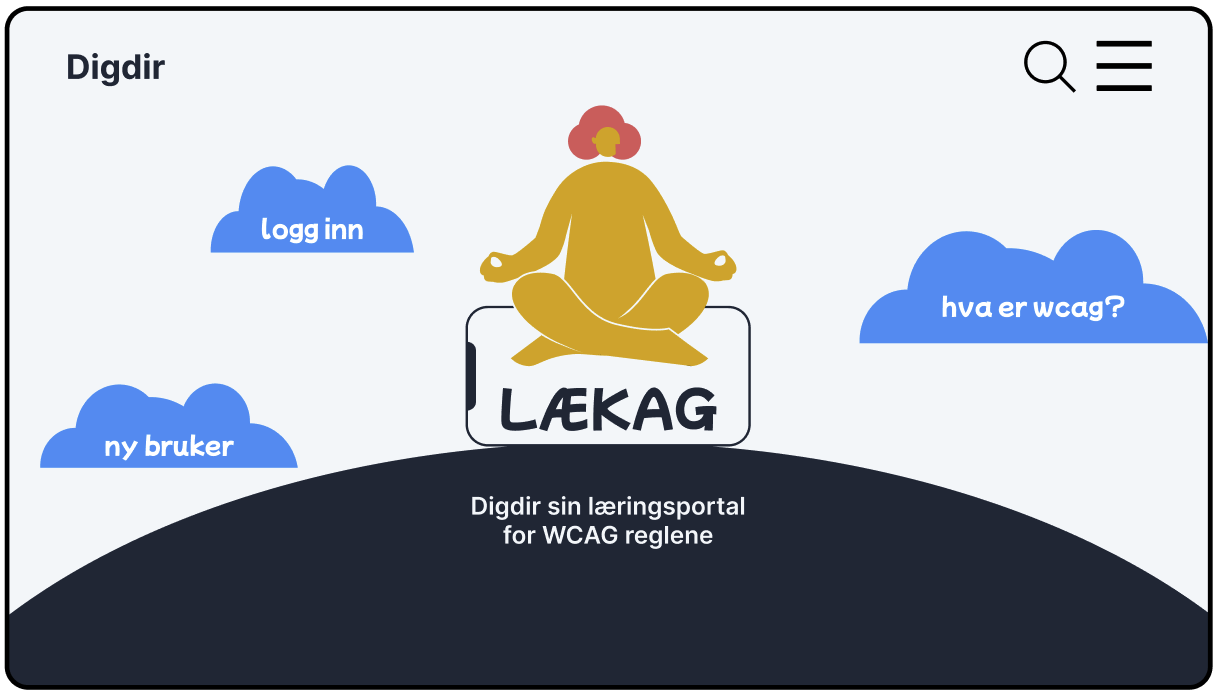 Digdir
logg inn
hva er wcag?
ny bruker
LÆKAG
Digdir sin læringsportal
for WCAG reglene